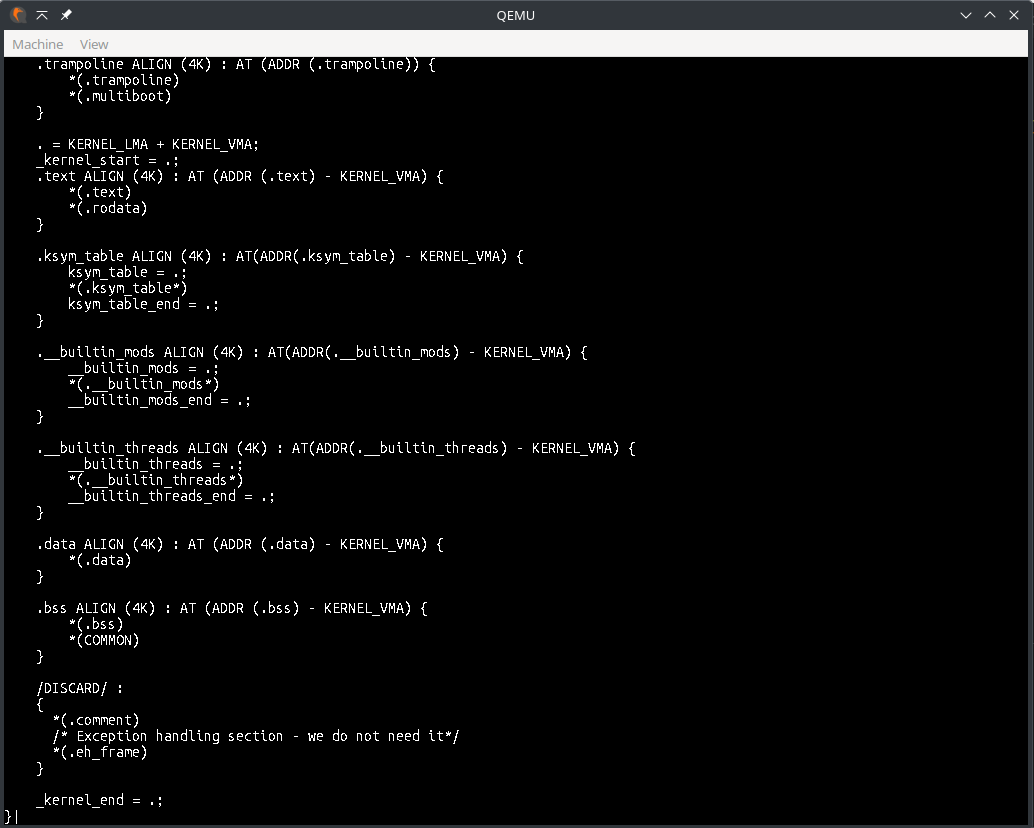 QEMU
Machine View
    .trampoline ALIGN (4K) : AT (ADDR (.trampoline)) {
        *(.trampoline)
        *(.multiboot)
    }

    . = KERNEL_LMA + KERNEL_VMA;
    _kernel_start = .;
    .text ALIGN (4K) : AT (ADDR (.text) - KERNEL_VMA) {
        *(.text)
        *(.rodata)
    }

    .ksym_table ALIGN (4K) : AT(ADDR(.ksym_table) - KERNEL_VMA) {
        ksym_table = .;
        *(.ksym_table*)
        ksym_table_end = .;
    }

    .__builtin_mods ALIGN (4K) : AT(ADDR(.__builtin_mods) - KERNEL_VMA) {
        __builtin_mods = .;
        *(.__builtin_mods*)
        __builtin_mods_end = .;
    }

    .__builtin_threads ALIGN (4K) : AT(ADDR(.__builtin_threads) - KERNEL_VMA) {
        __builtin_threads = .;
        *(.__builtin_threads*)
        __builtin_threads_end = .;
    }

    .data ALIGN (4K) : AT (ADDR (.data) - KERNEL_VMA) {
        *(.data)
    }

    .bss ALIGN (4K) : AT (ADDR (.bss) - KERNEL_VMA) {
        *(.bss)
        *(COMMON)
    }

    /DISCARD/ :
    {
      *(.comment)
      /* Exception handling section - we do not need it*/
      *(.eh_frame)
    }

    _kernel_end = .;
}